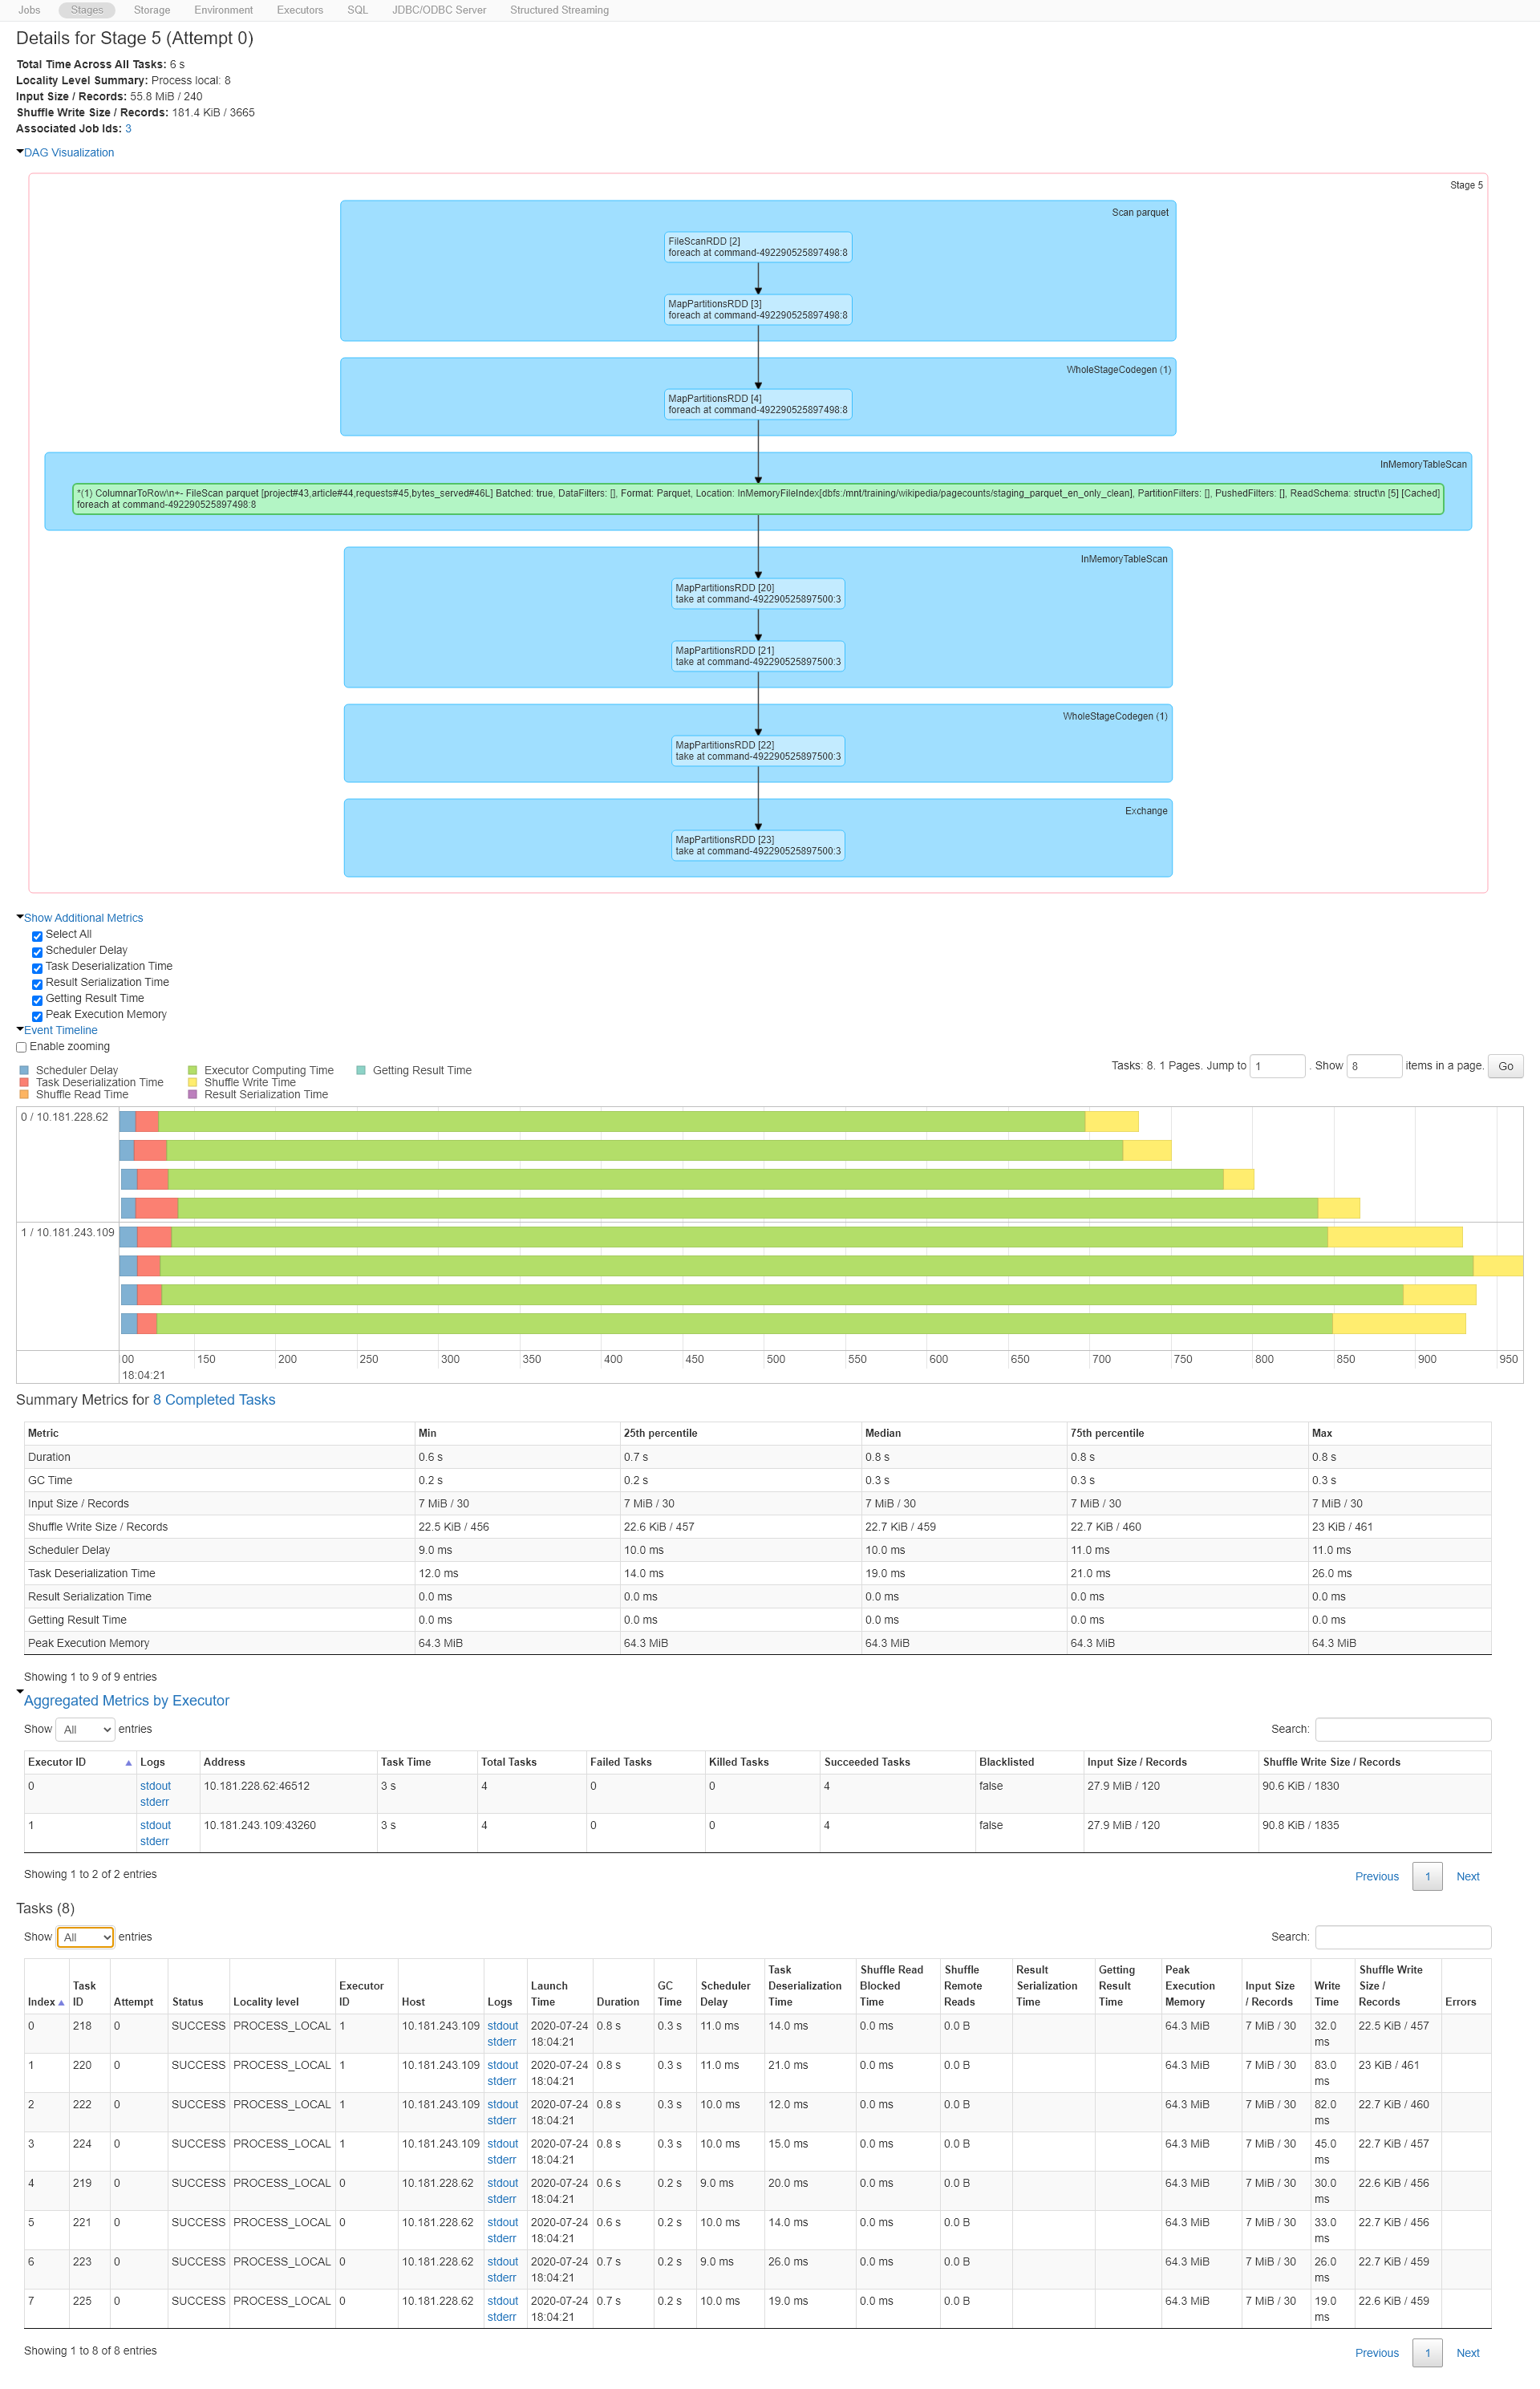 Jobs Stages Storage Environment Executors SQL JDBC/ODBC Server Structured Streaming
Details for Stage 5 (Attempt 0)
Total Time Across All Tasks: 6 s
Locality Level Summary: Process local: 8
Input Size / Records: 55.8 MiB / 240
Shuffle Write Size / Records: 181.4 KiB / 3665
Associated Job Ids: 3
DAG Visualization
Stage 5
Scan parquet
FileScanRDD [2]
foreach at command-492290525897498:8
MapPartitionsRDD [3]
foreach at command-492290525897498:8
WholeStageCodegen (1)
MapPartitionsRDD [4]
foreach at command-492290525897498:8
InMemoryTableScan
*(1) ColumnarToRow\n+- FileScan parquet [project#43,article#44,requests#45,bytes_served#46L] Batched: true, DataFilters: [], Format: Parquet, Location: InMemoryFileIndex[dbfs:/mnt/training/wikipedia/pagecounts/staging_parquet_en_only_clean], PartitionFilters: [], PushedFilters: [], ReadSchema: struct\n [5] [Cached]
foreach at command-492290525897498:8
InMemoryTableScan
MapPartitionsRDD [20]
take at command-492290525897500:3
MapPartitionsRDD [21]
take at command-492290525897500:3
WholeStageCodegen (1)
MapPartitionsRDD [22]
take at command-492290525897500:3
Exchange
MapPartitionsRDD [23]
take at command-492290525897500:3
Show Additional Metrics
Select All
Scheduler Delay
Task Deserialization Time
Result Serialization Time
Getting Result Time
Peak Execution Memory
Event Timeline
Enable zooming
Tasks: 8. 1 Pages. Jump to 1 . Show 8 items in a page. Go
Scheduler Delay Executor Computing Time Getting Result Time
Task Deserialization Time Shuffle Write Time
Shuffle Read Time Result Serialization Time
0 / 10.181.228.62
1 / 10.181.243.109
00 150 200 250 300 350 400 450 500 550 600 650 700 750 800 850 900 950
18:04:21
Summary Metrics for 8 Completed Tasks
Metric Min 25th percentile Median 75th percentile Max
Duration 0.6 s 0.7 s 0.8 s 0.8 s 0.8 s
GC Time 0.2 s 0.2 s 0.3 s 0.3 s 0.3 s
Input Size / Records 7 MiB / 30 7 MiB / 30 7 MiB / 30 7 MiB / 30 7 MiB / 30
Shuffle Write Size / Records 22.5 KiB / 456 22.6 KiB / 457 22.7 KiB / 459 22.7 KiB / 460 23 KiB / 461
Scheduler Delay 9.0 ms 10.0 ms 10.0 ms 11.0 ms 11.0 ms
Task Deserialization Time 12.0 ms 14.0 ms 19.0 ms 21.0 ms 26.0 ms
Result Serialization Time 0.0 ms 0.0 ms 0.0 ms 0.0 ms 0.0 ms
Getting Result Time 0.0 ms 0.0 ms 0.0 ms 0.0 ms 0.0 ms
Peak Execution Memory 64.3 MiB 64.3 MiB 64.3 MiB 64.3 MiB 64.3 MiB
Showing 1 to 9 of 9 entries
Aggregated Metrics by Executor
Show All entries Search:
Executor ID Logs Address Task Time Total Tasks Failed Tasks Killed Tasks Succeeded Tasks Blacklisted Input Size / Records Shuffle Write Size / Records
0 stdout 10.181.228.62:46512 3 s 4 0 0 4 false 27.9 MiB / 120 90.6 KiB / 1830
stderr
1 stdout 10.181.243.109:43260 3 s 4 0 0 4 false 27.9 MiB / 120 90.8 KiB / 1835
stderr
Showing 1 to 2 of 2 entries Previous 1 Next
Tasks (8)
Show All entries Search:
Task Shuffle Read Shuffle Result Getting Peak Shuffle Write
Task Executor Launch GC Scheduler Deserialization Blocked Remote Serialization Result Execution Input Size Write Size /
Index ID Attempt Status Locality level ID Host Logs Time Duration Time Delay Time Time Reads Time Time Memory / Records Time Records Errors
0 218 0 SUCCESS PROCESS_LOCAL 1 10.181.243.109 stdout 2020-07-24 0.8 s 0.3 s 11.0 ms 14.0 ms 0.0 ms 0.0 B 64.3 MiB 7 MiB / 30 32.0 22.5 KiB / 457
stderr 18:04:21 ms
1 220 0 SUCCESS PROCESS_LOCAL 1 10.181.243.109 stdout 2020-07-24 0.8 s 0.3 s 11.0 ms 21.0 ms 0.0 ms 0.0 B 64.3 MiB 7 MiB / 30 83.0 23 KiB / 461
stderr 18:04:21 ms
2 222 0 SUCCESS PROCESS_LOCAL 1 10.181.243.109 stdout 2020-07-24 0.8 s 0.3 s 10.0 ms 12.0 ms 0.0 ms 0.0 B 64.3 MiB 7 MiB / 30 82.0 22.7 KiB / 460
stderr 18:04:21 ms
3 224 0 SUCCESS PROCESS_LOCAL 1 10.181.243.109 stdout 2020-07-24 0.8 s 0.3 s 10.0 ms 15.0 ms 0.0 ms 0.0 B 64.3 MiB 7 MiB / 30 45.0 22.7 KiB / 457
stderr 18:04:21 ms
4 219 0 SUCCESS PROCESS_LOCAL 0 10.181.228.62 stdout 2020-07-24 0.6 s 0.2 s 9.0 ms 20.0 ms 0.0 ms 0.0 B 64.3 MiB 7 MiB / 30 30.0 22.6 KiB / 456
stderr 18:04:21 ms
5 221 0 SUCCESS PROCESS_LOCAL 0 10.181.228.62 stdout 2020-07-24 0.6 s 0.2 s 10.0 ms 14.0 ms 0.0 ms 0.0 B 64.3 MiB 7 MiB / 30 33.0 22.7 KiB / 456
stderr 18:04:21 ms
6 223 0 SUCCESS PROCESS_LOCAL 0 10.181.228.62 stdout 2020-07-24 0.7 s 0.2 s 9.0 ms 26.0 ms 0.0 ms 0.0 B 64.3 MiB 7 MiB / 30 26.0 22.7 KiB / 459
stderr 18:04:21 ms
7 225 0 SUCCESS PROCESS_LOCAL 0 10.181.228.62 stdout 2020-07-24 0.7 s 0.2 s 10.0 ms 19.0 ms 0.0 ms 0.0 B 64.3 MiB 7 MiB / 30 19.0 22.6 KiB / 459
stderr 18:04:21 ms
Showing 1 to 8 of 8 entries Previous 1 Next